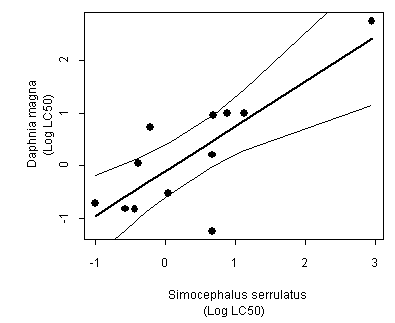 Daphnia magna
(Log LC50)
2
1
0
-1
-1 0 1 2 3
Simocephalus serrulatus
(Log LC50)